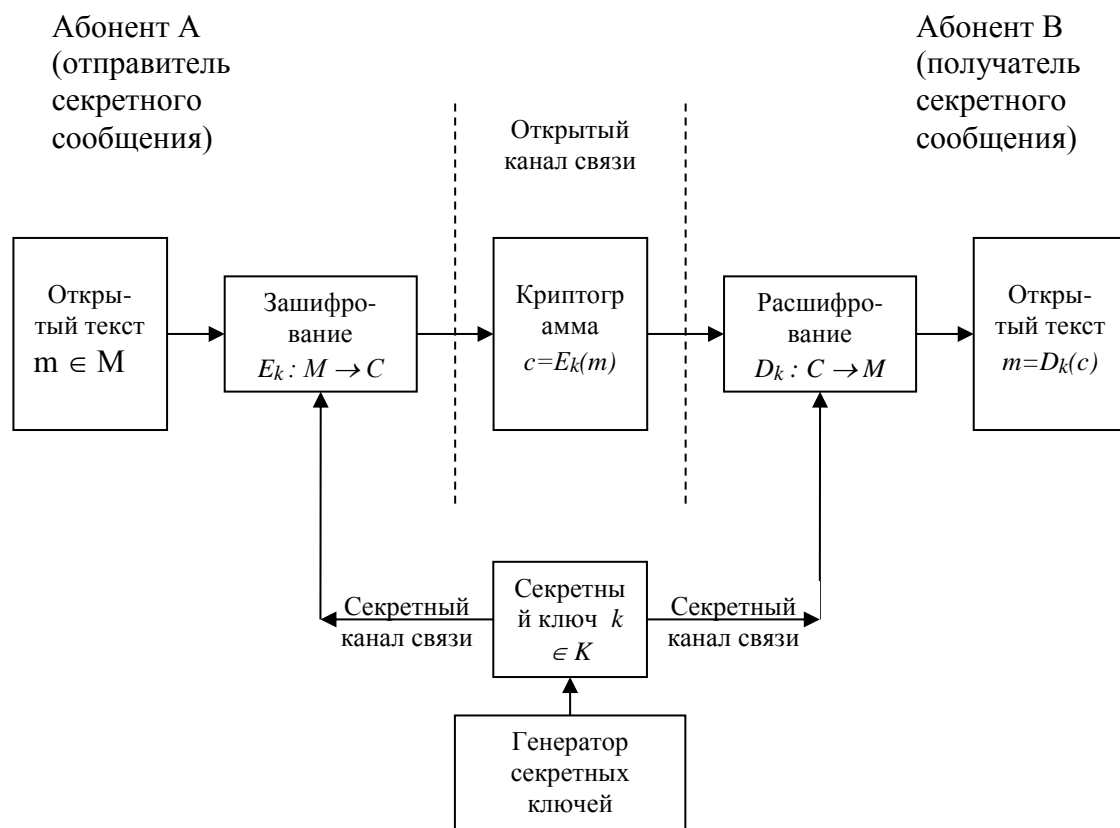 Абонент А
(отправитель
секретного
сообщения)
Абонент В
(получатель
секретного
сообщения)
Открытый
канал связи
Откры-
тый текст
m ∈ M
Зашифро-
вание
Eₖ : M → C
Криптогр
амма
c=Eₖ(m)
Расшифро-
вание
Dₖ : C → M
Откры-
тый текст
m=Dₖ(c)
Секретный
канал связи
Секретны
й ключ k
∈ K
Секретный
канал связи
Генератор
секретных
ключей